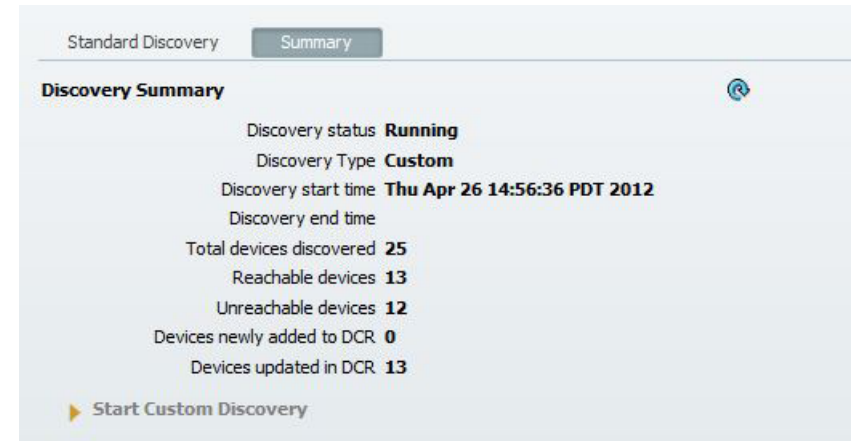 Standard Discovery Summary
Discovery Summary
Discovery status Running
Discovery Type Custom
Discovery start time Thu Apr 26 14:56:36 PDT 2012
Discovery end time
Total devices discovered 25
Reachable devices 13
Unreachable devices 12
Devices newly added to DCR 0
Devices updated in DCR 13
Start Custom Discovery